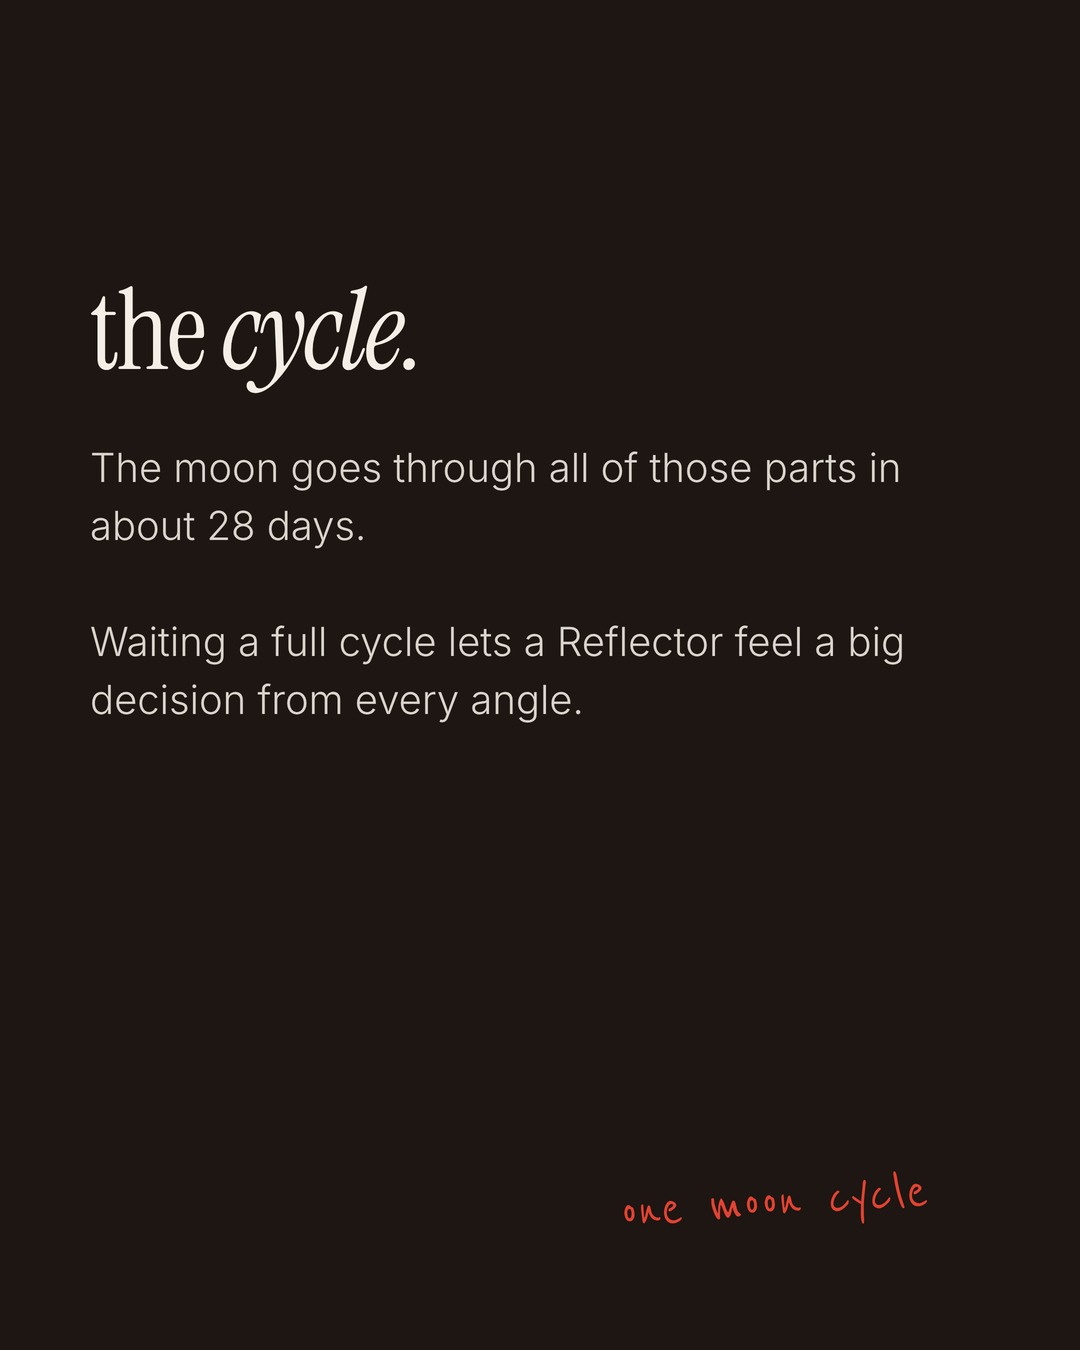 the cycle.
The moon goes through all of those parts in
about 28 days.
Waiting a full cycle lets a Reflector feel a big
decision from every angle.
one moon cycle